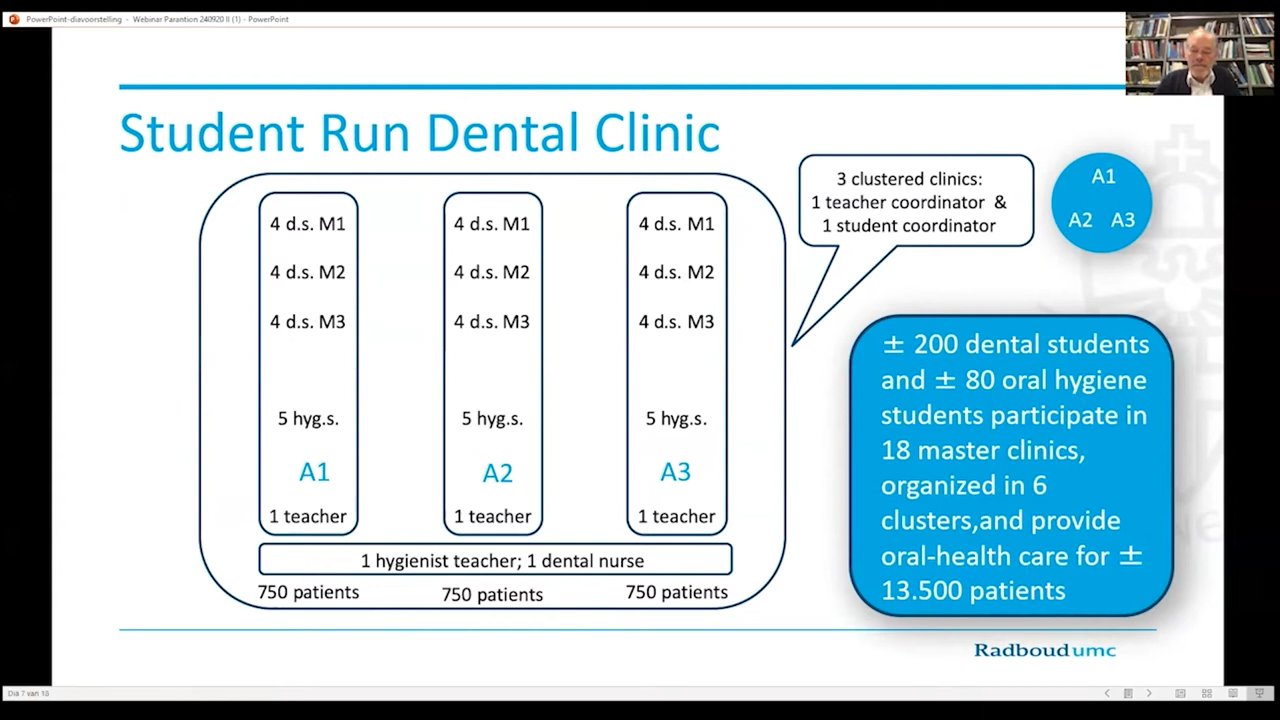 PowerPoint-diavoorstelling - Webinar Parantion 240920 II (1) - PowerPoint
Student Run Dental Clinic
4 d.s. M1
4 d.s. M2
4 d.s. M3
5 hyg.s.
A1
1 teacher
4 d.s. M1
4 d.s. M2
4 d.s. M3
5 hyg.s.
A2
1 teacher
4 d.s. M1
4 d.s. M2
4 d.s. M3
5 hyg.s.
A3
1 teacher
1 hygienist teacher; 1 dental nurse
750 patients
750 patients
750 patients
3 clustered clinics:
1 teacher coordinator &
1 student coordinator
A1
A2 A3
± 200 dental students
and ± 80 oral hygiene
students participate in
18 master clinics,
organized in 6
clusters,and provide
oral-health care for ±
13.500 patients
Radboudumc
Dia 7 van 18